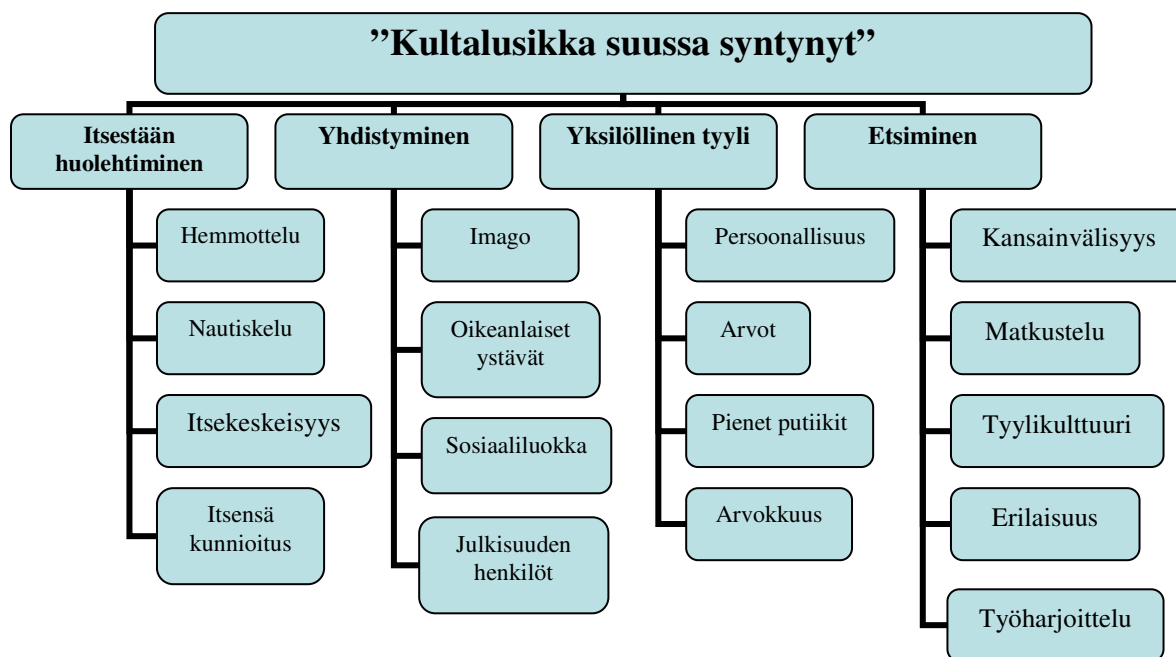 ”Kultalusikka suussa syntynyt”
Itsestään
huolehtiminen
Hemmottelu
Nautiskelu
Itsekeskeisyys
Itsensä
kunnioitus
Yhdistyminen
Imago
Oikeanlaiset
ystävät
Sosiaaliluokka
Julkisuuden
henkilöt
Yksilöllinen tyyli
Persoonallisuus
Arvot
Pienet putiikit
Arvokkuus
Etsiminen
Kansainvälisyys
Matkustelu
Tyylikulttuuri
Erilaisuus
Työharjoittelu